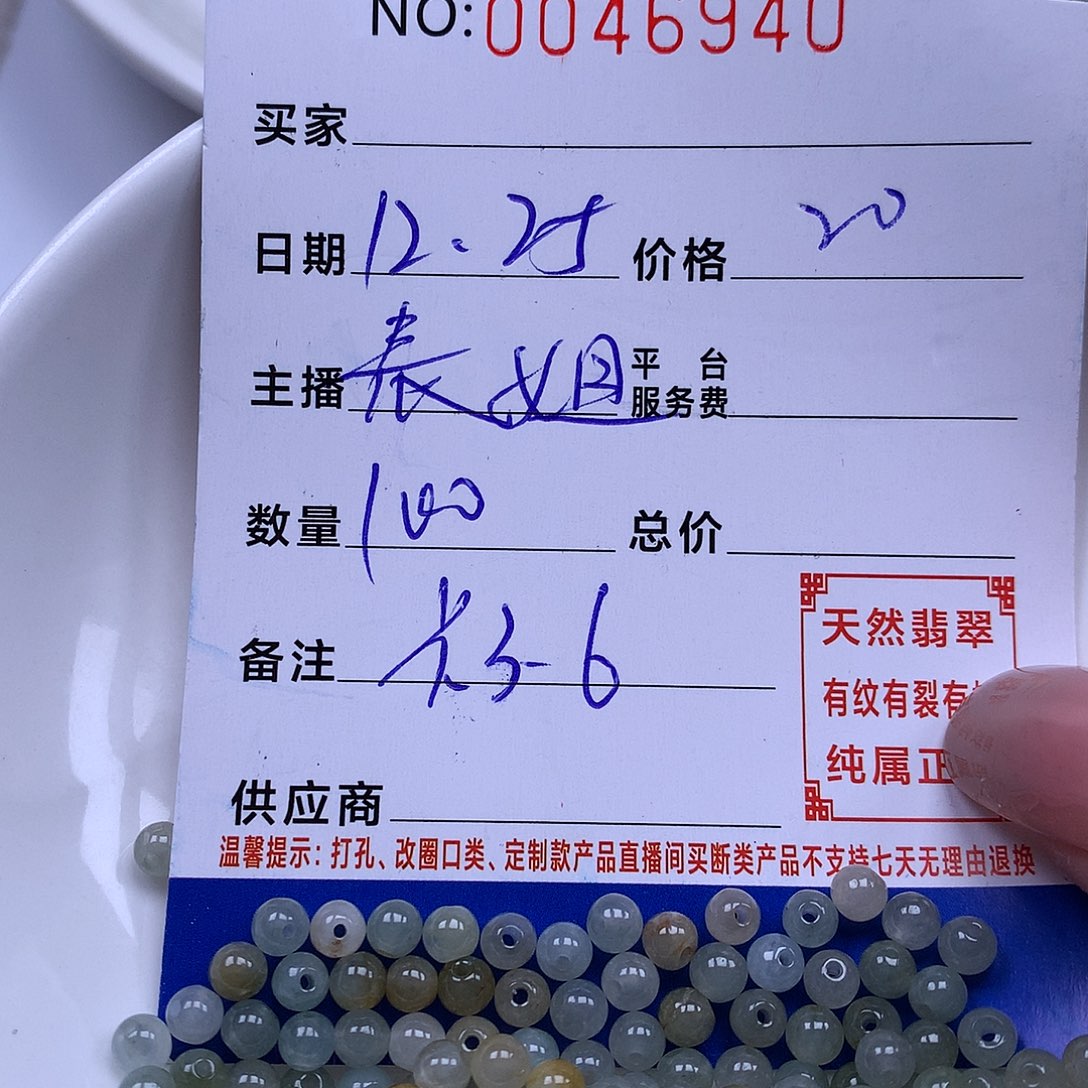 NO:0046940
买家
日期 12.25 价格 20
主播 表姐 平台服务费
数量 100 总价
备注 6
供应商
天然翡翠
有纹有裂有
纯属正
温馨提示：打孔、改圈口类、定制款产品直播间买断类产品不支持七天无理由退换